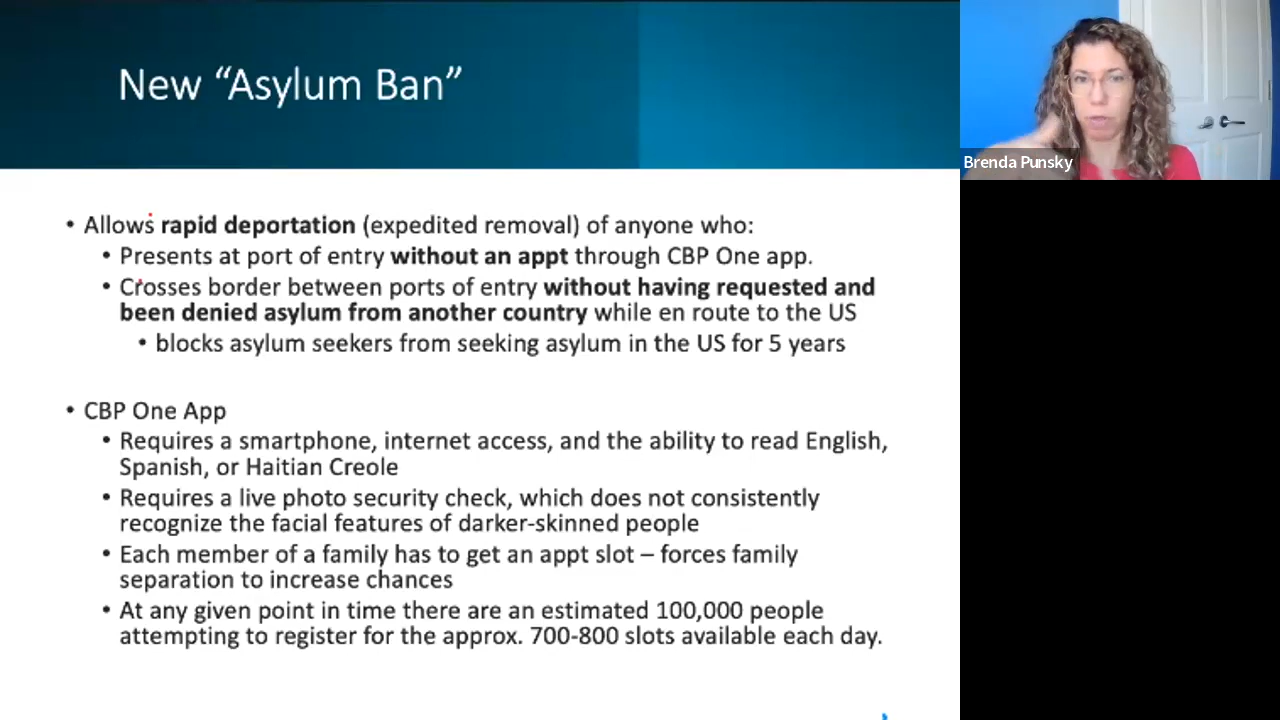 New “Asylum Ban”
Brenda Punsky
• Allows rapid deportation (expedited removal) of anyone who:
• Presents at port of entry without an appt through CBP One app.
• Crosses border between ports of entry without having requested and
been denied asylum from another country while en route to the US
• blocks asylum seekers from seeking asylum in the US for 5 years
• CBP One App
• Requires a smartphone, internet access, and the ability to read English,
Spanish, or Haitian Creole
• Requires a live photo security check, which does not consistently
recognize the facial features of darker-skinned people
• Each member of a family has to get an appt slot – forces family
separation to increase chances
• At any given point in time there are an estimated 100,000 people
attempting to register for the approx. 700-800 slots available each day.